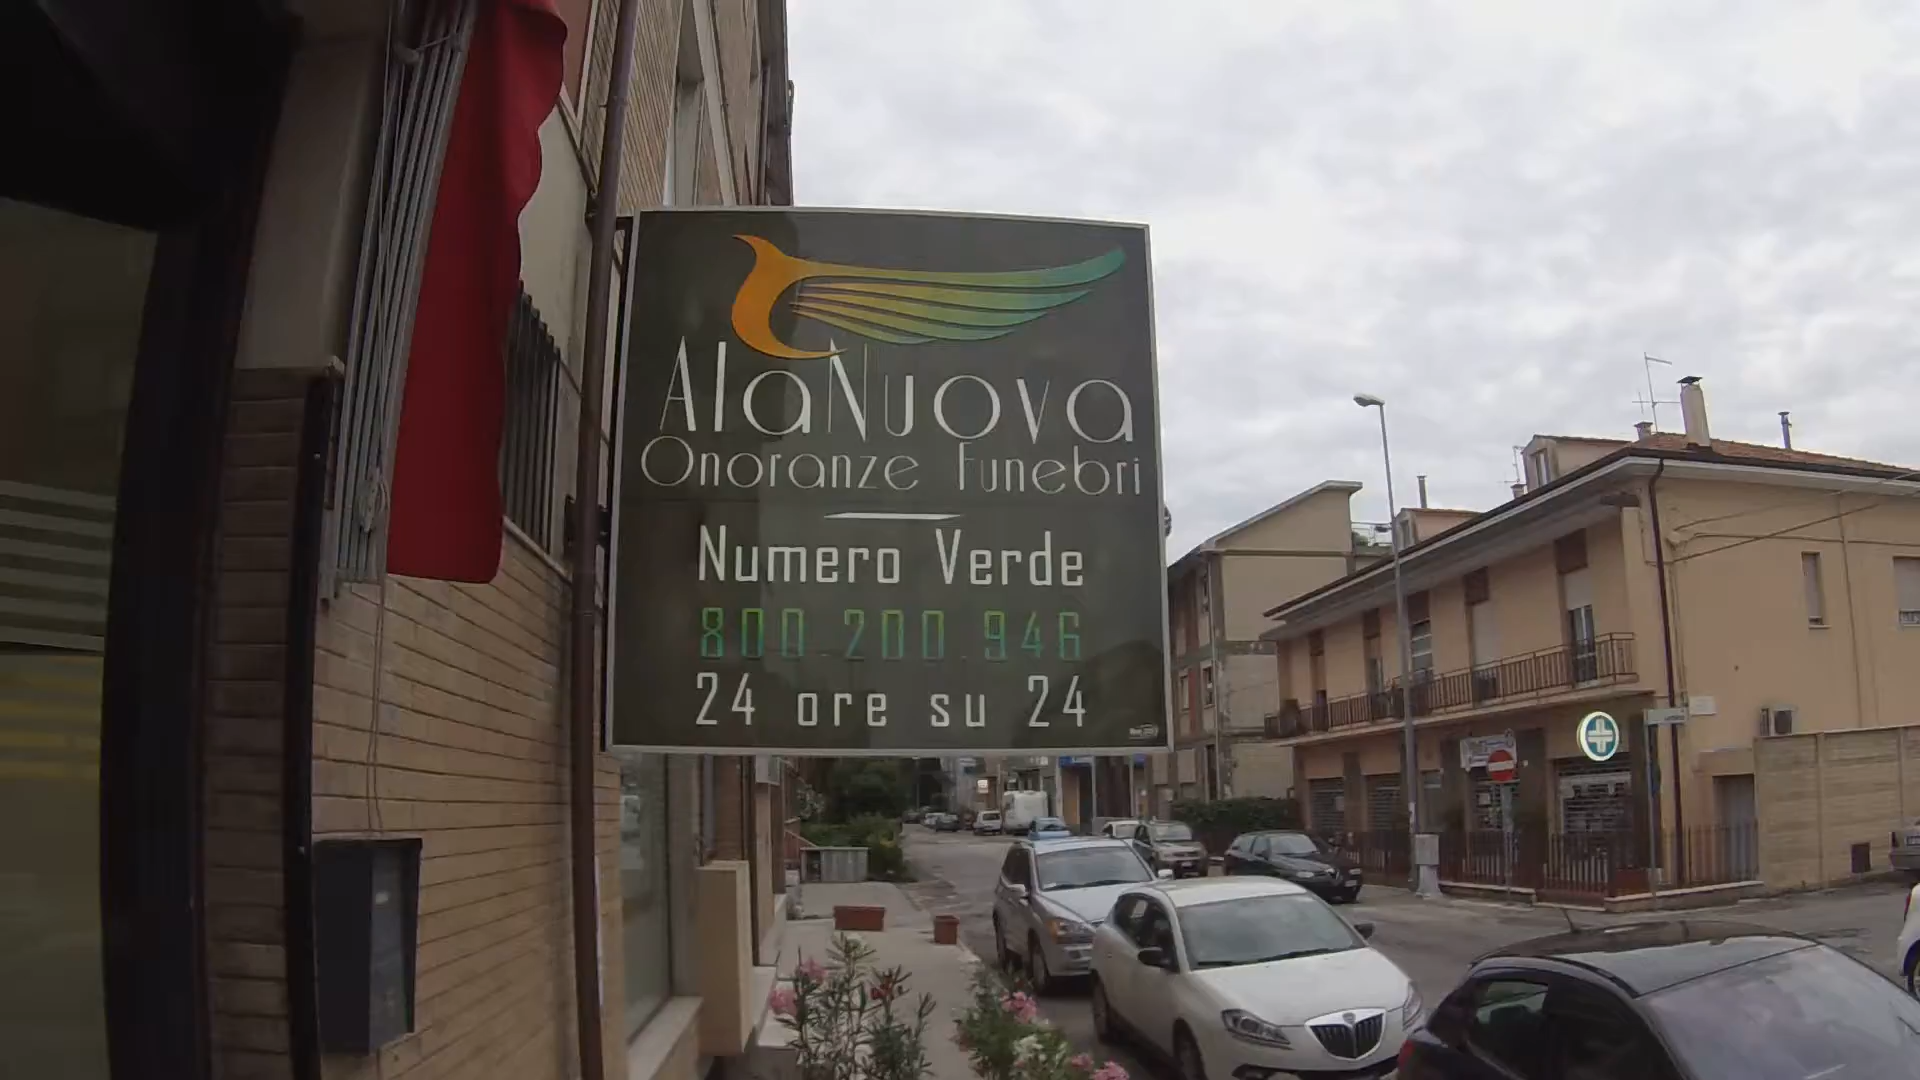 AlaNuova
Onoranze Funebri
Numero Verde
800.200.946
24 ore su 24